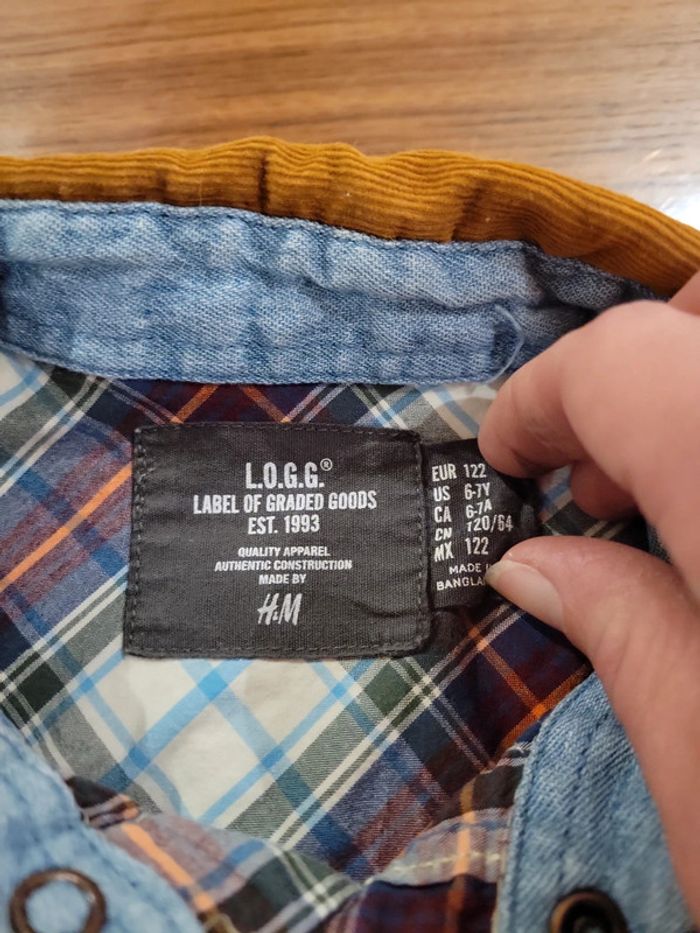 L.O.G.G.®
LABEL OF GRADED GOODS
EST. 1993
QUALITY APPAREL
AUTHENTIC CONSTRUCTION
MADE BY
H&M
EUR 122
US 6-7Y
CA 6-7A
CN 120/64
MX 122
MADE